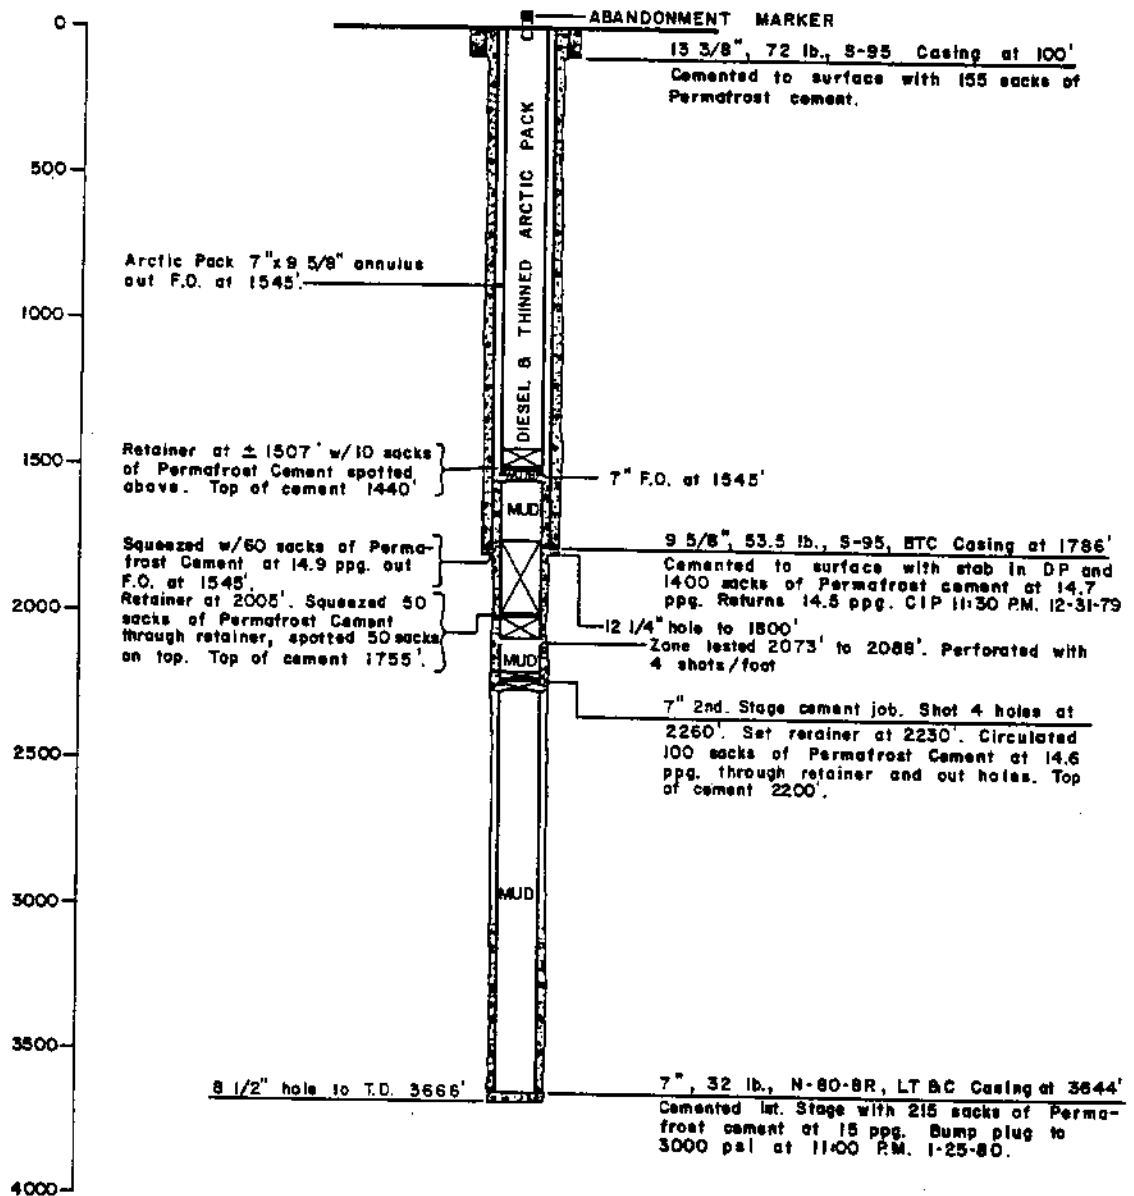 0
500
1000
1500
2000
2500
3000
3500
4000
ABANDONMENT MARKER
13 3/8", 72 lb., S-95 Casing at 100'
Cemented to surface with 155 sacks of
Permafrost cement.
DIESEL & THINNED ARCTIC PACK
Arctic Pack 7"x 9 5/8" annulus
out F.O. at 1545'.
Retainer at ± 1507' w/10 sacks
of Permafrost Cement spotted
above. Top of cement 1440'
7" F.O. at 1545'
MUD
Squeezed w/60 sacks of Perma-
frost Cement at 14.9 ppg. out
F.O. at 1545'.
9 5/8", 53.5 lb., S-95, BTC Casing at 1786'
Cemented to surface with stab in DP and
1400 sacks of Permafrost cement at 14.7
ppg. Returns 14.5 ppg. CIP 11:30 P.M. 12-31-79
Retainer at 2005'. Squeezed 50
sacks of Permafrost Cement
through retainer, spotted 50 sacks
on top. Top of cement 1755'.
12 1/4" hole to 1800'
Zone tested 2073' to 2088'. Perforated with
4 shots/foot
MUD
7" 2nd. Stage cement job. Shot 4 holes at
2260'. Set retainer at 2230'. Circulated
100 sacks of Permafrost Cement at 14.6
ppg. through retainer and out holes. Top
of cement 2200'.
MUD
8 1/2" hole to T.D. 3666'
7", 32 lb., N-80-8R, LT &C Casing at 3644'
Cemented 1st. Stage with 215 sacks of Perma-
frost cement at 15 ppg. Bump plug to
3000 psi at 11:00 P.M. 1-25-80.